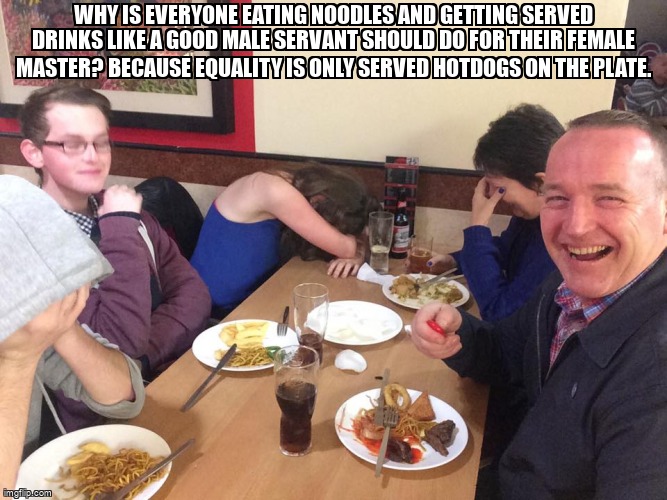 WHY IS EVERYONE EATING NOODLES AND GETTING SERVED
DRINKS LIKE A GOOD MALE SERVANT SHOULD DO FOR THEIR FEMALE
MASTER? BECAUSE EQUALITY IS ONLY SERVED HOTDOGS ON THE PLATE.
imgflip.com